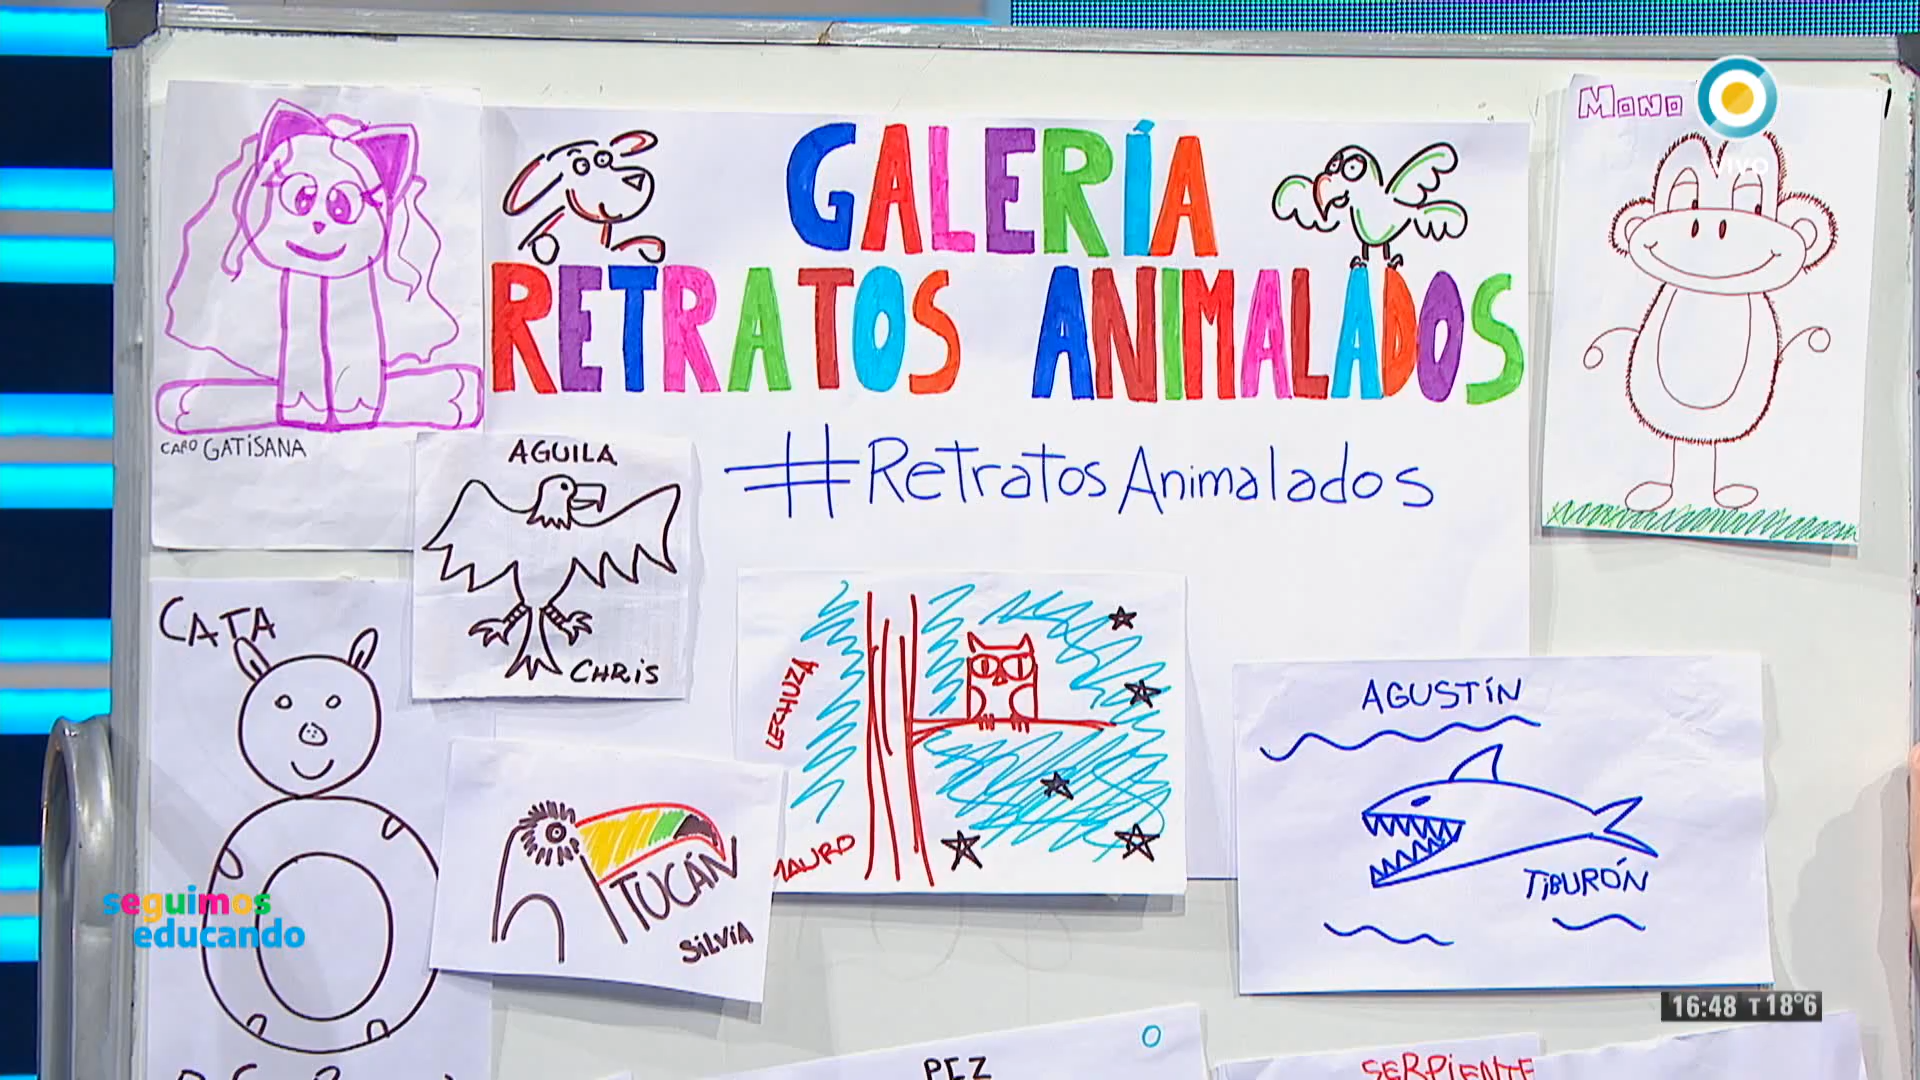 MONO
VIVO
GALERÍA
RETRATOS ANIMALADOS
CARO GATISANA
#RetratosAnimalados
AGUILA
CHRIS
CATA
LECHUZA
MAURO
AGUSTÍN
TIBURÓN
TUCÁN
SILVIA
seguimos
educando
16:48 T 18°6
PEZ
SERPIENTE